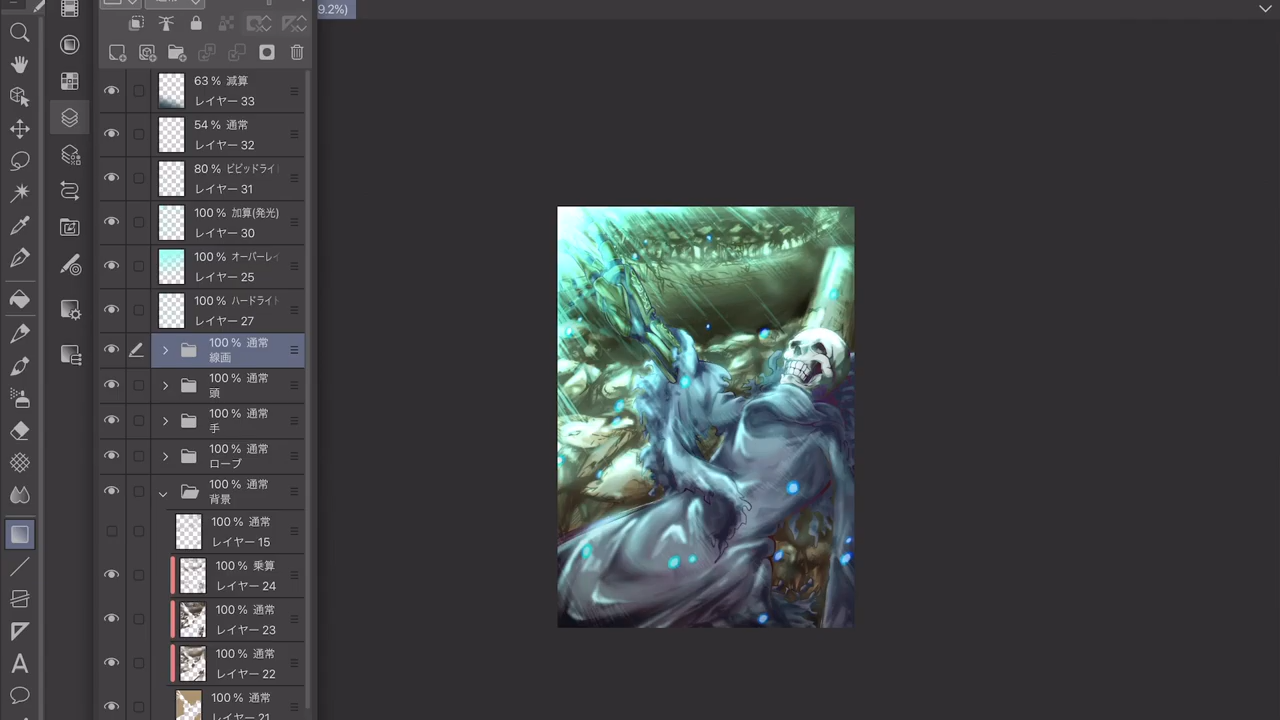 9.2%)
63 % 減算
レイヤー 33
54 % 通常
レイヤー 32
80 % ビビッドライ
レイヤー 31
100 % 加算(発光)
レイヤー 30
100 % オーバーレ
レイヤー 25
100 % ハードライト
レイヤー 27
100 % 通常
線画
100 % 通常
頭
100 % 通常
手
100 % 通常
ローブ
100 % 通常
背景
100 % 通常
レイヤー 15
100 % 乗算
レイヤー 24
100 % 通常
レイヤー 23
100 % 通常
レイヤー 22
100 % 通常
レイヤー 21